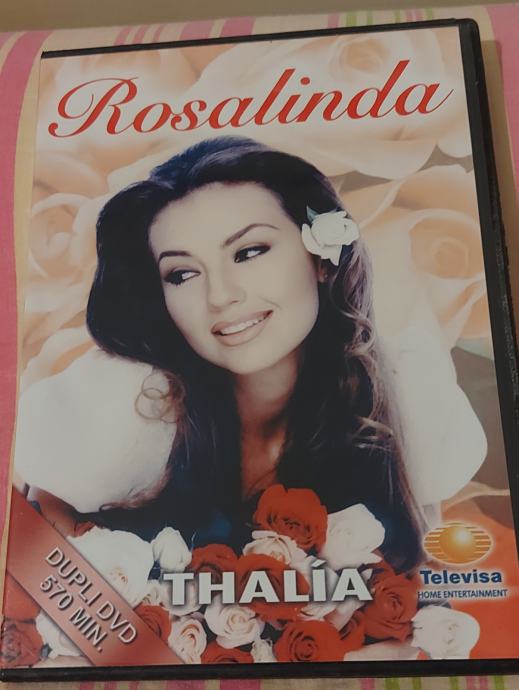 Rosalinda
DUPLI DVD
570 MIN.
THALÍA
Televisa
HOME ENTERTAINMENT